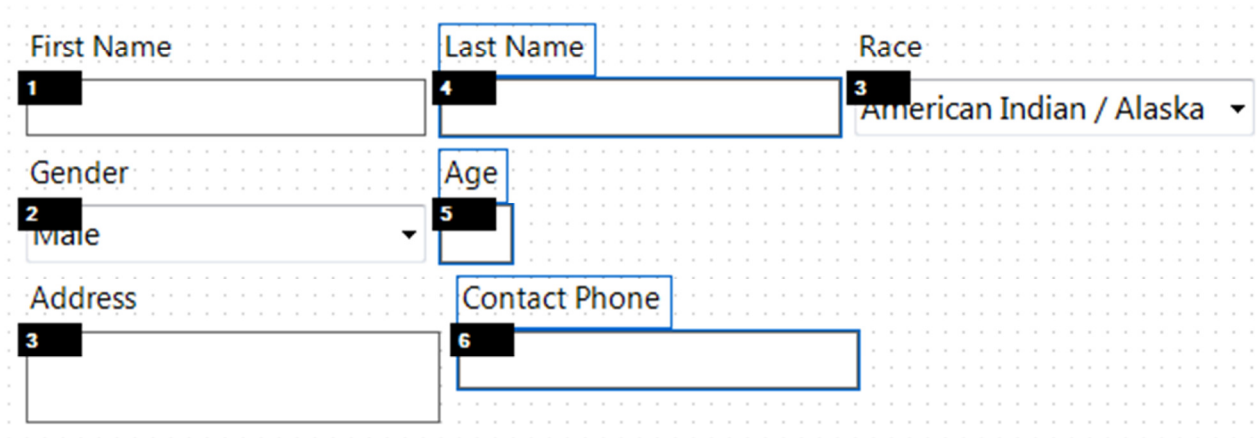 First Name Last Name Race
1 4 3
American Indian / Alaska
Gender Age
2 5
Male
Address Contact Phone
3 6